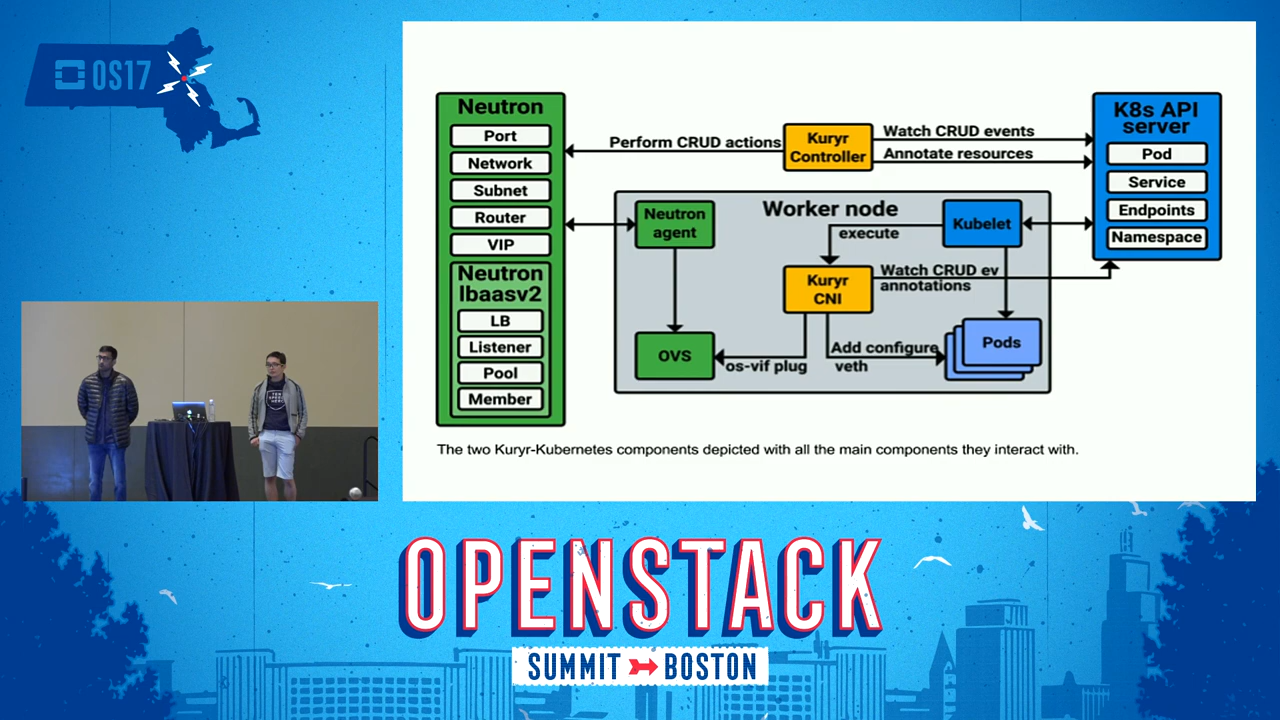 OS17
Neutron
Port
Network
Subnet
Router
VIP
Neutron
lbaasv2
LB
Listener
Pool
Member
Perform CRUD actions
Kuryr
Controller
Watch CRUD events
Annotate resources
K8s API
server
Pod
Service
Endpoints
Namespace
Worker node
Neutron
agent
Kubelet
execute
Kuryr
CNI
Watch CRUD ev
annotations
OVS
os-vif plug
Add configure
veth
Pods
The two Kuryr-Kubernetes components depicted with all the main components they interact with.
OPENSTACK
SUMMIT BOSTON